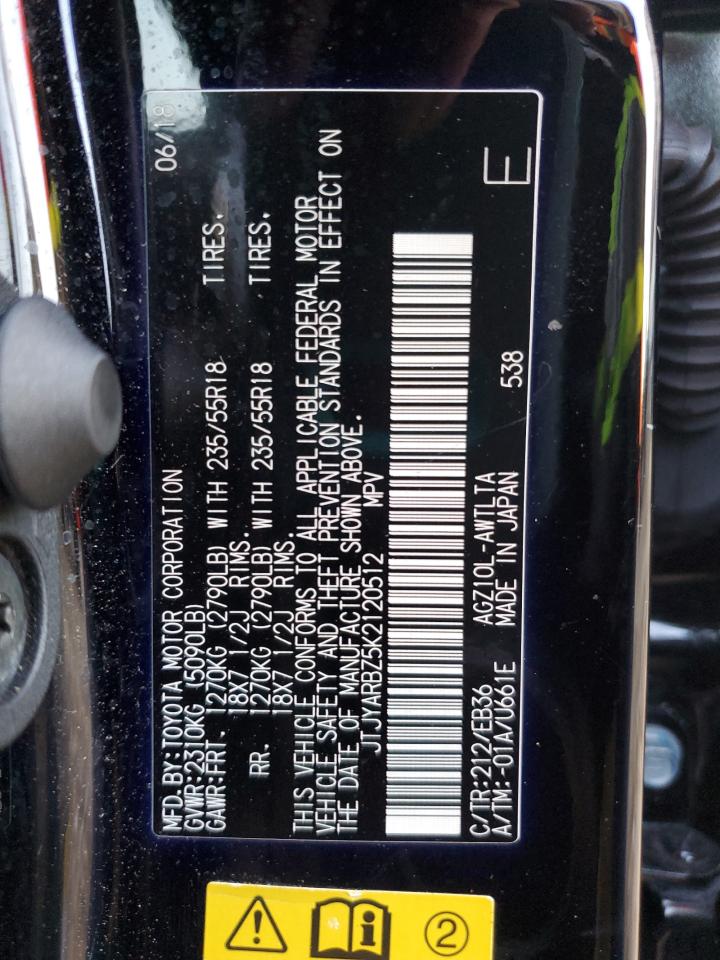 MFD.BY:TOYOTA MOTOR CORPORATION 06/18
GVWR:2310KG (5090LB)
GAWR:FRT. 1270KG (2790LB) WITH 235/55R18 TIRES.
18X7 1/2J RIMS.
RR. 1270KG (2790LB) WITH 235/55R18 TIRES.
18X7 1/2J RIMS.
THIS VEHICLE CONFORMS TO ALL APPLICABLE FEDERAL MOTOR
VEHICLE SAFETY AND THEFT PREVENTION STANDARDS IN EFFECT ON
THE DATE OF MANUFACTURE SHOWN ABOVE.
JTJYARBZ5K2120512 MPV
C/TR:212/EB36 AGZ10L-AWTLTA
A/TM:-01A/U661E MADE IN JAPAN 538 E
2